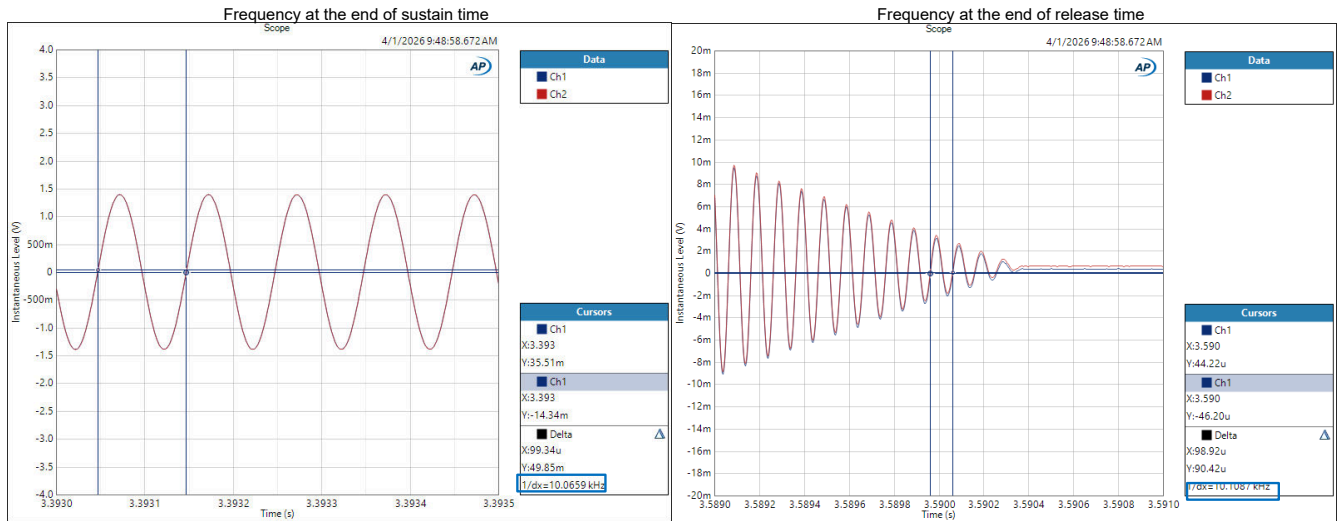 Frequency at the end of sustain time
Scope
4/1/2026 9:48:58.672 AM
AP
4.0
3.5
3.0
2.5
2.0
1.5
1.0
500m
0
-500m
-1.0
-1.5
-2.0
-2.5
-3.0
-3.5
-4.0
Instantaneous Level (V)
3.3930
3.3931
3.3932
3.3933
3.3934
3.3935
Time (s)
Data
Ch1
Ch2
Cursors
Ch1
X:3.393
Y:35.51m
Ch1
X:3.393
Y:-14.34m
Delta
X:99.34u
Y:49.85m
1/dx=10.0659 kHz
Frequency at the end of release time
Scope
4/1/2026 9:48:58.672 AM
AP
20m
18m
16m
14m
12m
10m
8m
6m
4m
2m
0
-2m
-4m
-6m
-8m
-10m
-12m
-14m
-16m
-18m
-20m
Instantaneous Level (V)
3.5890
3.5892
3.5894
3.5896
3.5898
3.5900
3.5902
3.5904
3.5906
3.5908
3.5910
Time (s)
Data
Ch1
Ch2
Cursors
Ch1
X:3.590
Y:44.22u
Ch1
X:3.590
Y:-46.20u
Delta
X:98.92u
Y:90.42u
1/dx=10.1087 kHz